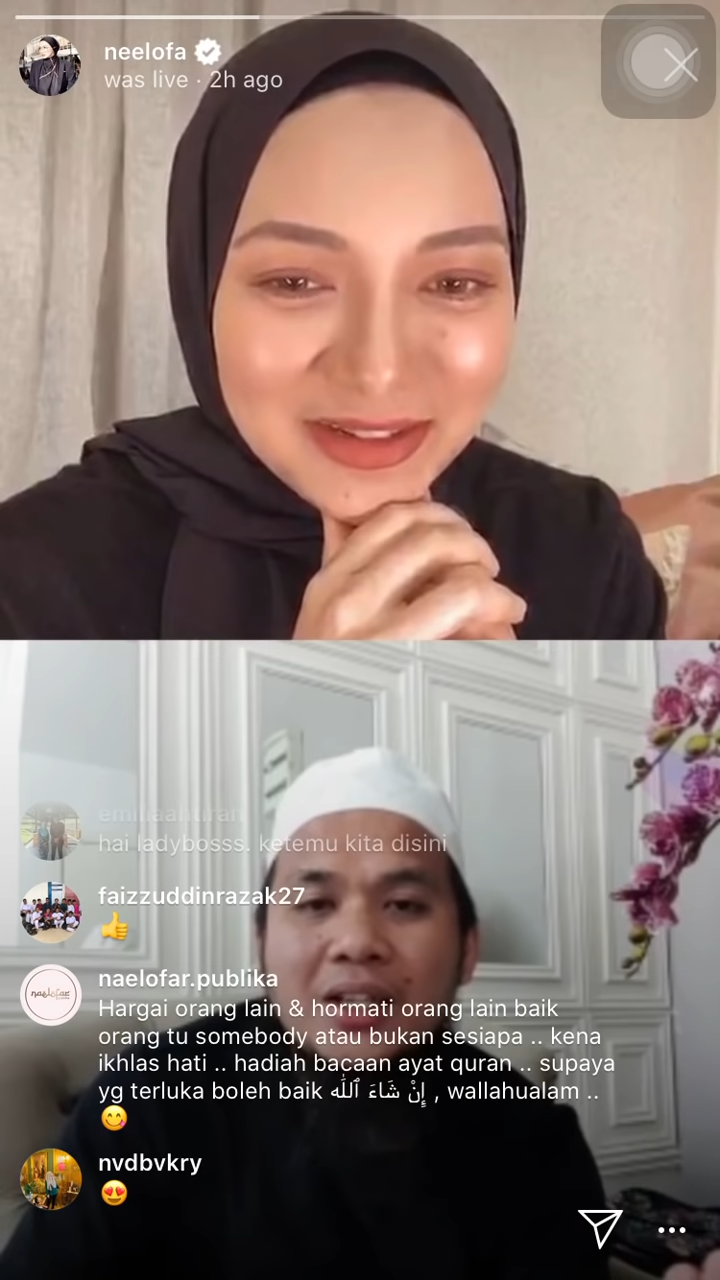 neelofa
was live · 2h ago
hai ladybosss. ketemu kita disini
faizzuddinrazak27
👍
naelofar.publika
Hargai orang lain & hormati orang lain baik
orang tu somebody atau bukan sesiapa .. kena
ikhlas hati .. hadiah bacaan ayat quran .. supaya
yg terluka boleh baik إِنْ شَاءَ ٱللَّٰه , wallahualam ..
😋
nvdbvkry
😍